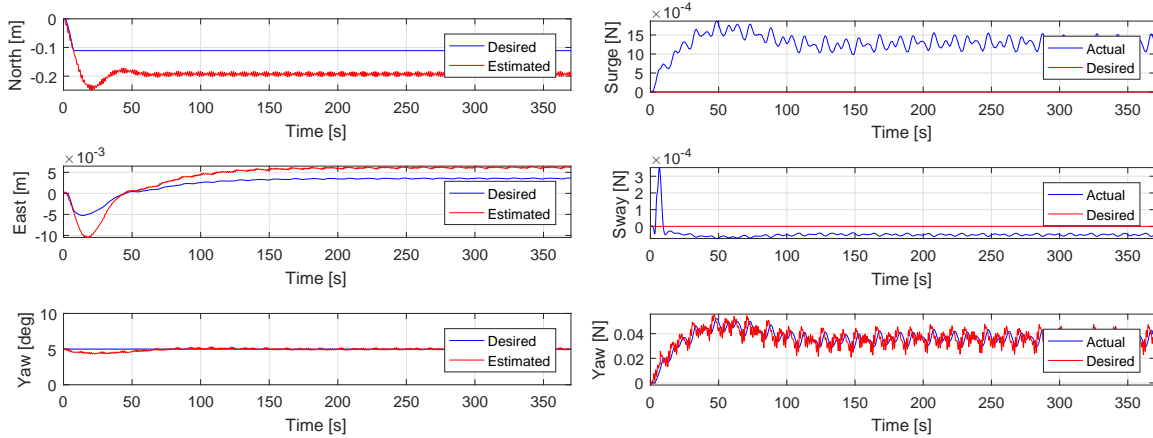 0
-0.1
-0.2
North [m]
Desired
Estimated
0 50 100 150 200 250 300 350
Time [s]
×10⁻³
5
0
-5
-10
East [m]
Desired
Estimated
0 50 100 150 200 250 300 350
Time [s]
10
5
0
Yaw [deg]
Desired
Estimated
0 50 100 150 200 250 300 350
Time [s]
×10⁻⁴
15
10
5
0
Surge [N]
Actual
Desired
0 50 100 150 200 250 300 350
Time [s]
×10⁻⁴
3
2
1
0
Sway [N]
Actual
Desired
0 50 100 150 200 250 300 350
Time [s]
0.04
0.02
0
Yaw [N]
Actual
Desired
0 50 100 150 200 250 300 350
Time [s]